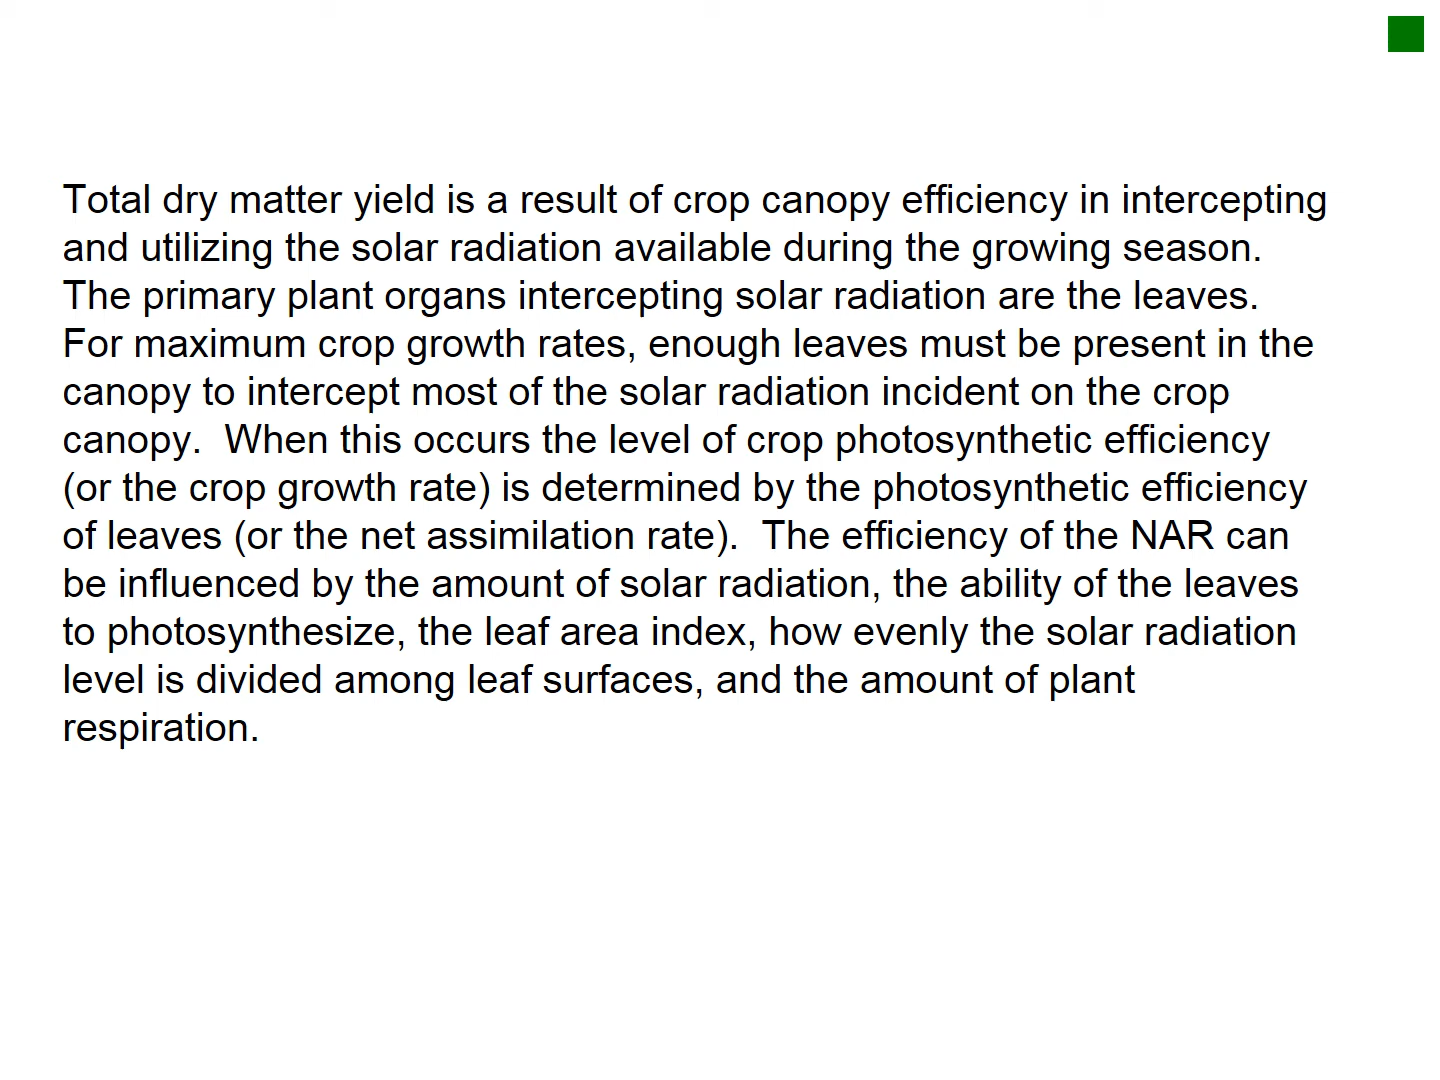 Total dry matter yield is a result of crop canopy efficiency in intercepting
and utilizing the solar radiation available during the growing season.
The primary plant organs intercepting solar radiation are the leaves.
For maximum crop growth rates, enough leaves must be present in the
canopy to intercept most of the solar radiation incident on the crop
canopy.  When this occurs the level of crop photosynthetic efficiency
(or the crop growth rate) is determined by the photosynthetic efficiency
of leaves (or the net assimilation rate).  The efficiency of the NAR can
be influenced by the amount of solar radiation, the ability of the leaves
to photosynthesize, the leaf area index, how evenly the solar radiation
level is divided among leaf surfaces, and the amount of plant
respiration.